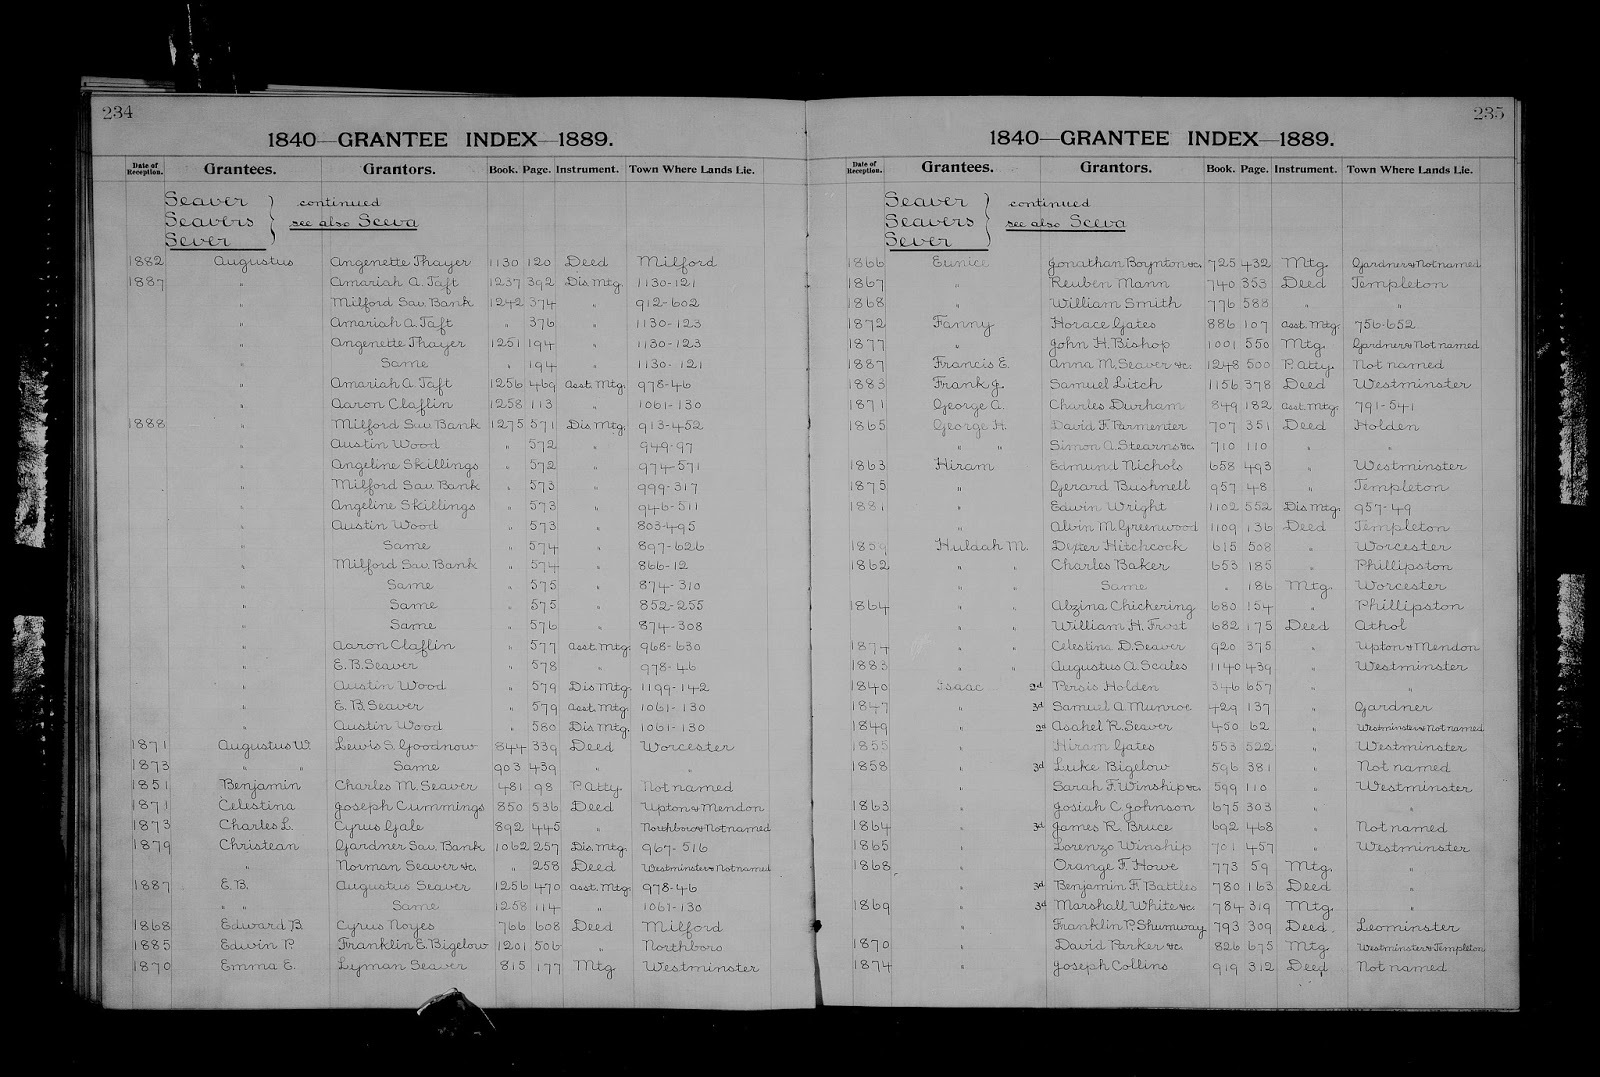 234
1840—GRANTEE INDEX—1889.
Date of Reception. Grantees. Grantors. Book. Page. Instrument. Town Where Lands Lie.
Seaver } continued
Seavers } see also Sceva
Sever }
1882 Augustus Angenette Thayer 1130 120 Deed Milford
1887 " Amariah A. Taft 1237 392 Dis. Mtg. 1130-121
" Milford Sav. Bank 1242 374 " 912-602
" Amariah A. Taft " 376 " 1130-123
" Angenette Thayer 1251 194 " 1130-123
" Same " 194 " 1130-121
" Amariah A. Taft 1256 469 Asst. Mtg. 978-46
" Aaron Claflin 1258 113 " 1061-130
1888 " Milford Sav. Bank 1275 571 Dis. Mtg. 913-452
" Austin Wood " 572 " 949-97
" Angeline Skillings " 572 " 974-571
" Milford Sav. Bank " 573 " 999-317
" Angeline Skillings " 573 " 946-511
" Austin Wood " 573 " 803-495
" Same " 574 " 897-626
" Milford Sav. Bank " 574 " 866-12
" Same " 575 " 874-310
" Same " 575 " 852-255
" Same " 576 " 874-308
" Aaron Claflin " 577 Asst. Mtg. 968-630
" E. B. Seaver " 578 " 978-46
" Austin Wood " 579 Dis. Mtg. 1199-142
" E. B. Seaver " 579 Asst. Mtg. 1061-130
" Austin Wood " 580 Dis. Mtg. 1061-130
1871 Augustus W. Lewis S. Goodnow 844 339 Deed Worcester
1873 " " Same 903 439 " "
1851 Benjamin Charles M. Seaver 481 98 P. Atty. Not named
1871 Celestina Joseph Cummings 850 536 Deed Upton & Mendon
1873 Charles L. Cyrus Gale 892 445 " Northboro & Not named
1879 Christean Gardner Sav. Bank 1062 257 Dis. Mtg. 967-516
" Norman Seaver &c. " 258 Deed Westminster & Not named
1887 E. B. Augustus Seaver 1256 470 Asst. Mtg. 978-46
" " Same 1258 114 " 1061-130
1868 Edward B. Cyrus Noyes 766 608 Deed Milford
1885 Edwin P. Franklin E. Bigelow 1201 506 " Northboro
1870 Emma E. Lyman Seaver 815 177 Mtg Westminster
235
1840—GRANTEE INDEX—1889.
Date of Reception. Grantees. Grantors. Book. Page. Instrument. Town Where Lands Lie.
Seaver } continued
Seavers } see also Sceva
Sever }
1866 Eunice Jonathan Boynton &c. 725 432 Mtg. Gardner & Not named
1867 " Reuben Mann 740 353 Deed Templeton
1868 " William Smith 776 588 " "
1872 Fanny Horace Gates 886 107 Asst. Mtg. 756-652
1877 " John H. Bishop 1001 550 Mtg. Gardner & Not named
1887 Francis E. Anna M. Seaver &c. 1248 500 P. Atty. Not named
1883 Frank J. Samuel Litch 1156 378 Deed Westminster
1871 George A. Charles Durham 849 182 Asst. Mtg. 791-541
1865 George H. David F. Parmenter 707 351 Deed Holden
" " Simon A. Stearns &c. 710 110 " "
1863 Hiram Edmund Nichols 658 493 " Westminster
1875 " Gerard Bushnell 957 48 " Templeton
1881 " Edwin Wright 1102 552 Dis. Mtg. 957-49
" Alvin M. Greenwood 1109 136 Deed Templeton
1859 Huldah M. Dexter Hitchcock 615 508 " Worcester
1862 " " Charles Baker 653 185 " Phillipston
" " Same " 186 Mtg. Worcester
1864 " " Abzina Chickering 680 154 " Phillipston
" " William H. Frost 682 175 Deed Athol
1874 " " Celestina D. Seaver 920 375 " Upton & Mendon
1883 " " Augustus A. Scales 1140 439 " Westminster
1840 Isaac 2d Persis Holden 346 657 " "
1847 " 3d Samuel A. Munroe 429 137 " Gardner
1849 " 2d Asahel R. Seaver 450 62 " Westminster & Not named
1855 " Hiram Gates 553 522 " Westminster
1858 " 3d Luke Bigelow 596 381 " Not named
" Sarah F. Winship &c. 599 110 " Westminster
1863 " Josiah C. Johnson 675 303 " "
1864 " 3d James R. Bruce 692 468 " Not named
1865 " Lorenzo Winship 701 457 " Westminster
1868 " Orange F. Howe 773 59 Mtg. "
" 3d Benjamin F. Battles 780 163 Deed "
1869 " 3d Marshall White &c. 784 319 Mtg. "
" Franklin P. Shumway 793 309 Deed. Leominster
1870 " David Parker &c. 826 675 Mtg Westminster & Templeton
1874 " Joseph Collins 919 312 Deed Not named